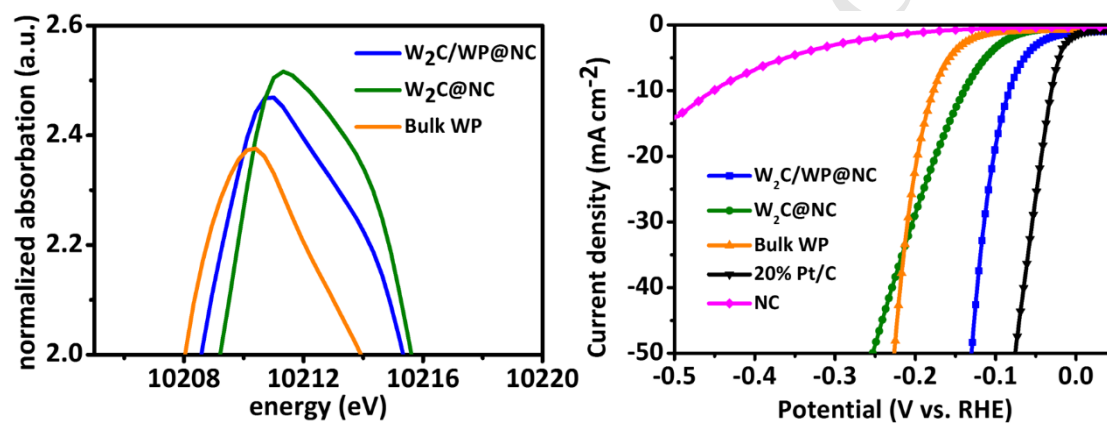 normalized absorbation (a.u.)
2.6
2.4
2.2
2.0
W₂C/WP@NC
W₂C@NC
Bulk WP
10208 10212 10216 10220
energy (eV)
Current density (mA cm⁻²)
0
-10
-20
-30
-40
-50
W₂C/WP@NC
W₂C@NC
Bulk WP
20% Pt/C
NC
-0.5 -0.4 -0.3 -0.2 -0.1 0.0
Potential (V vs. RHE)